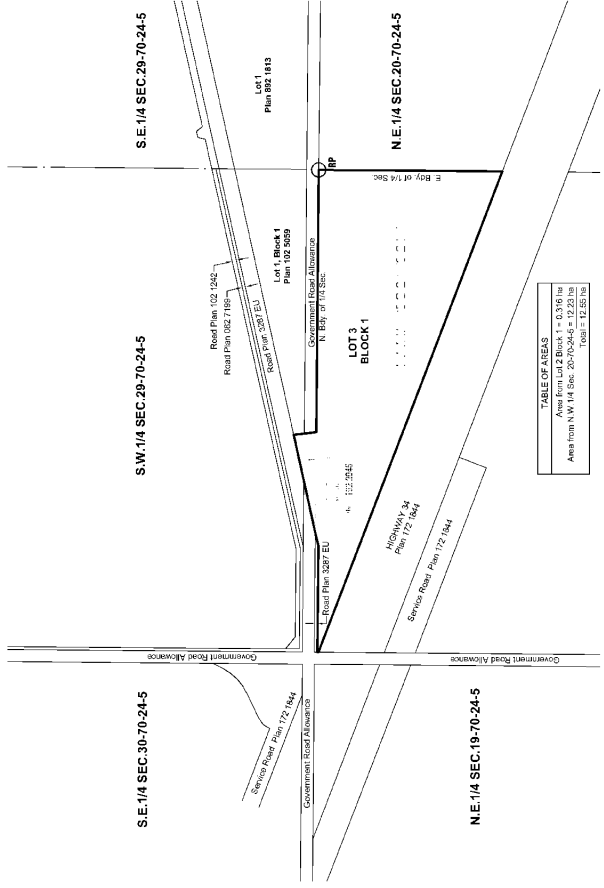 S.E.1/4 SEC.30-70-24-5
S.W.1/4 SEC.29-70-24-5
S.E.1/4 SEC.29-70-24-5
Government Road Allowance
Service Road Plan 172 1844
Government Road Allowance
Road Plan 102 1242
Road Plan 062 7199
Road Plan 3287 EU
Lot 1, Block 1
Plan 102 5059
Lot 1
Plan 892 1813
Government Road Allowance
N. Bdy. of 1/4 Sec.
RP
Road Plan 3287 EU
LOT 3
BLOCK 1
E. Bdy. of 1/4 Sec.
HIGHWAY 34
Plan 172 1844
Service Road Plan 172 1844
Government Road Allowance
N.E.1/4 SEC.19-70-24-5
N.E.1/4 SEC.20-70-24-5
TABLE OF AREAS
Area from Lot 2 Block 1 = 0.316 ha
Area from N.W.1/4 Sec. 20-70-24-5 = 12.23 ha
Total = 12.55 ha